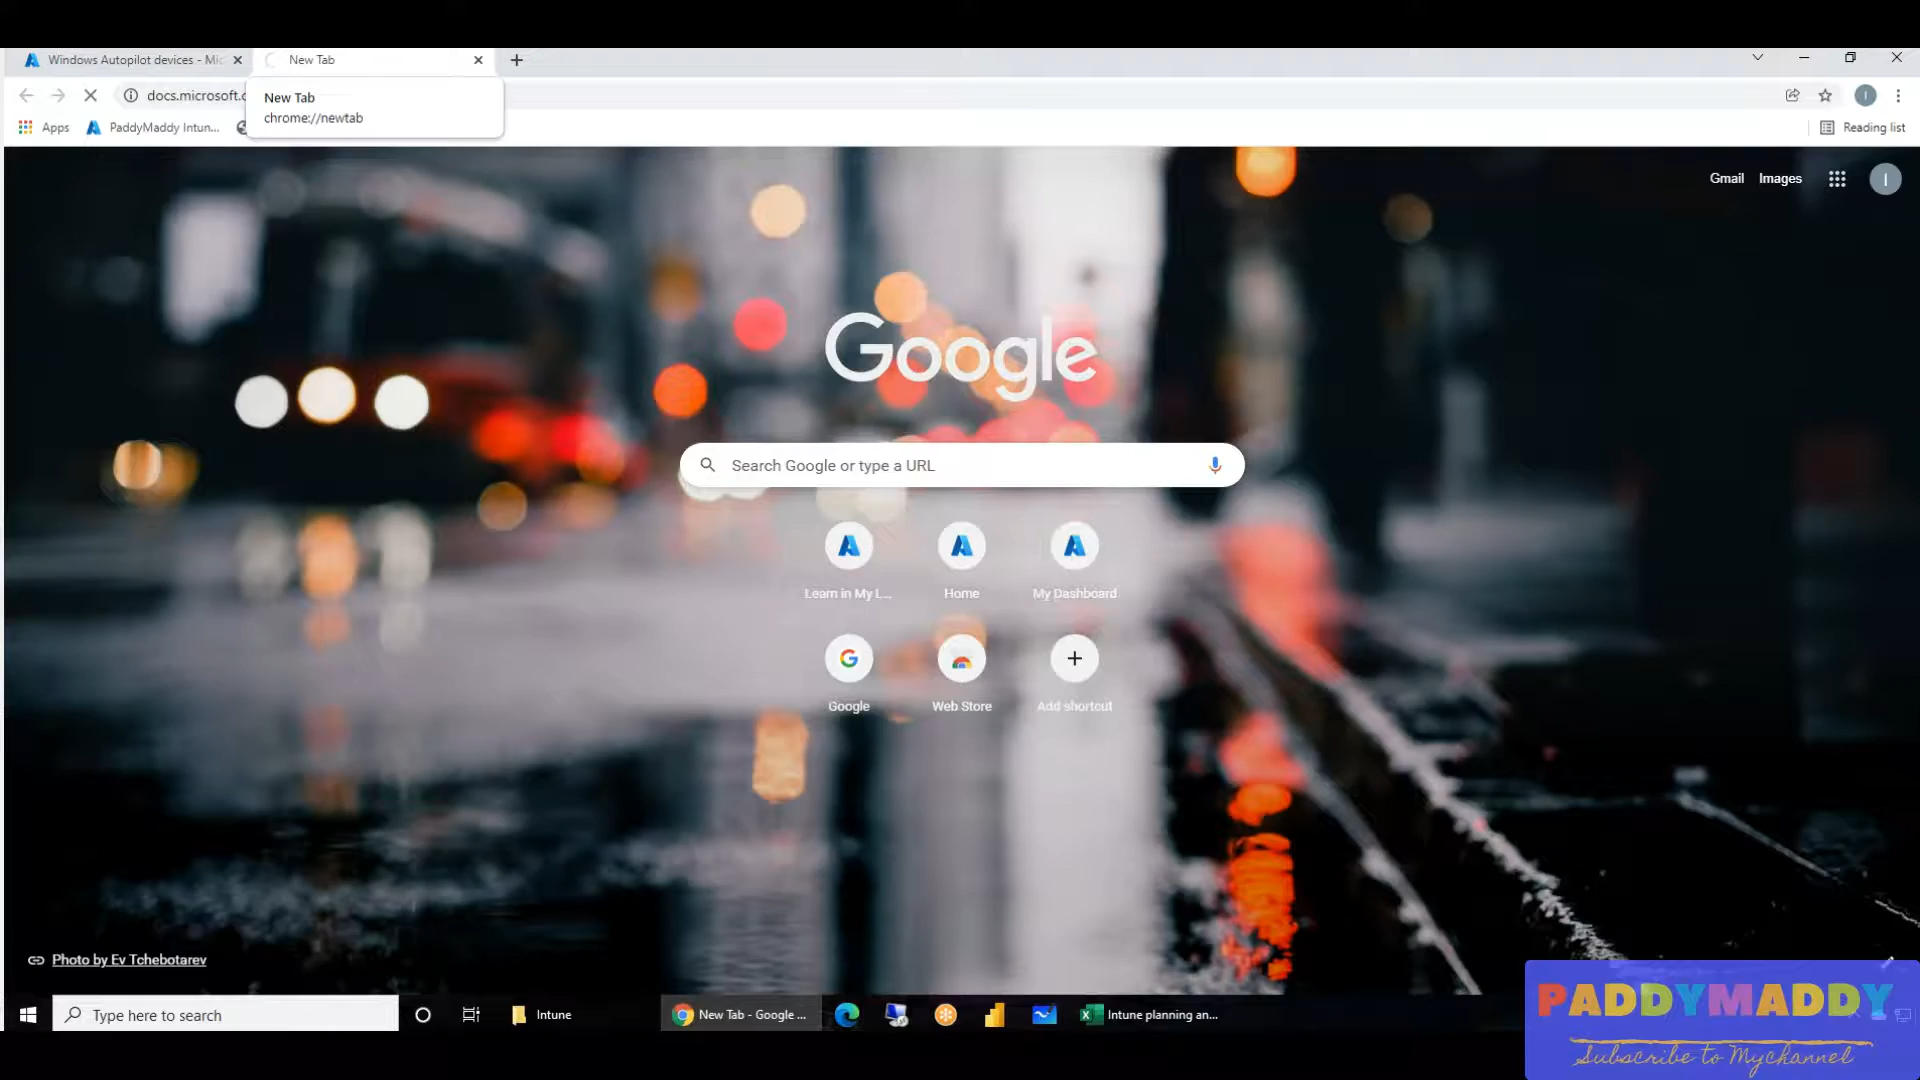 Windows Autopilot devices - Mic
New Tab
docs.microsoft.c
New Tab
chrome://newtab
Apps
PaddyMaddy Intun...
Reading list
Gmail
Images
I
Google
Search Google or type a URL
Learn in My L...
Home
My Dashboard
Google
Web Store
Add shortcut
Photo by Ev Tchebotarev
Type here to search
Intune
New Tab - Google ...
Intune planning an...
PADDYMADDY
Subscribe to Mychannel